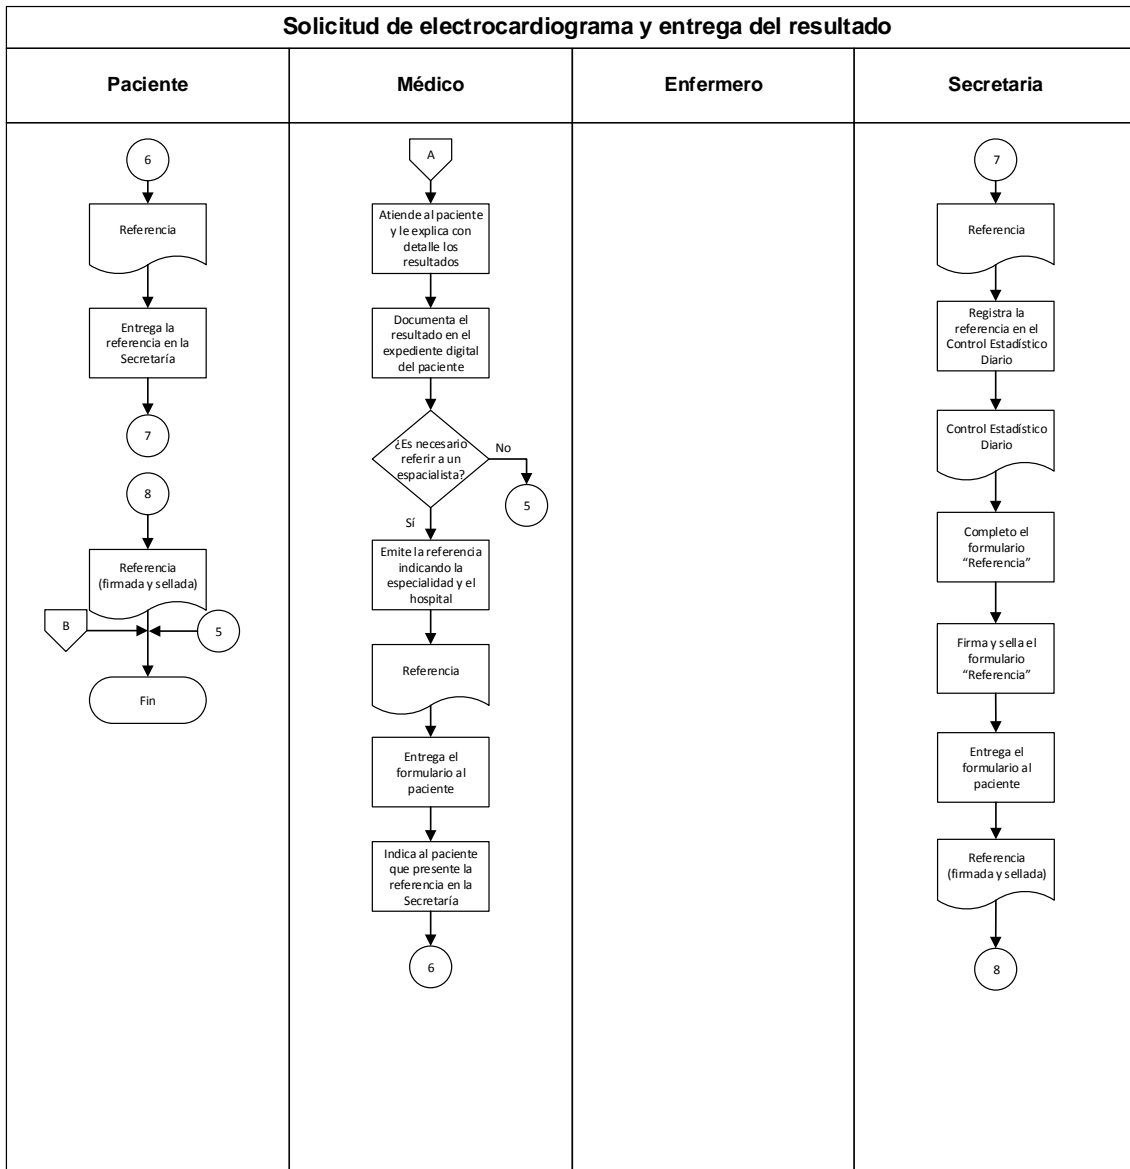 Solicitud de electrocardiograma y entrega del resultado
Paciente
Médico
Enfermero
Secretaria
6
Referencia
Entrega la
referencia en la
Secretaría
7
8
Referencia
(firmada y sellada)
B
5
Fin
A
Atiende al paciente
y le explica con
detalle los
resultados
Documenta el
resultado en el
expediente digital
del paciente
¿Es necesario
referir a un
espacialista?
No
5
Sí
Emite la referencia
indicando la
especialidad y el
hospital
Referencia
Entrega el
formulario al
paciente
Indica al paciente
que presente la
referencia en la
Secretaría
6
7
Referencia
Registra la
referencia en el
Control Estadístico
Diario
Control Estadístico
Diario
Completo el
formulario
“Referencia”
Firma y sella el
formulario
“Referencia”
Entrega el
formulario al
paciente
Referencia
(firmada y sellada)
8